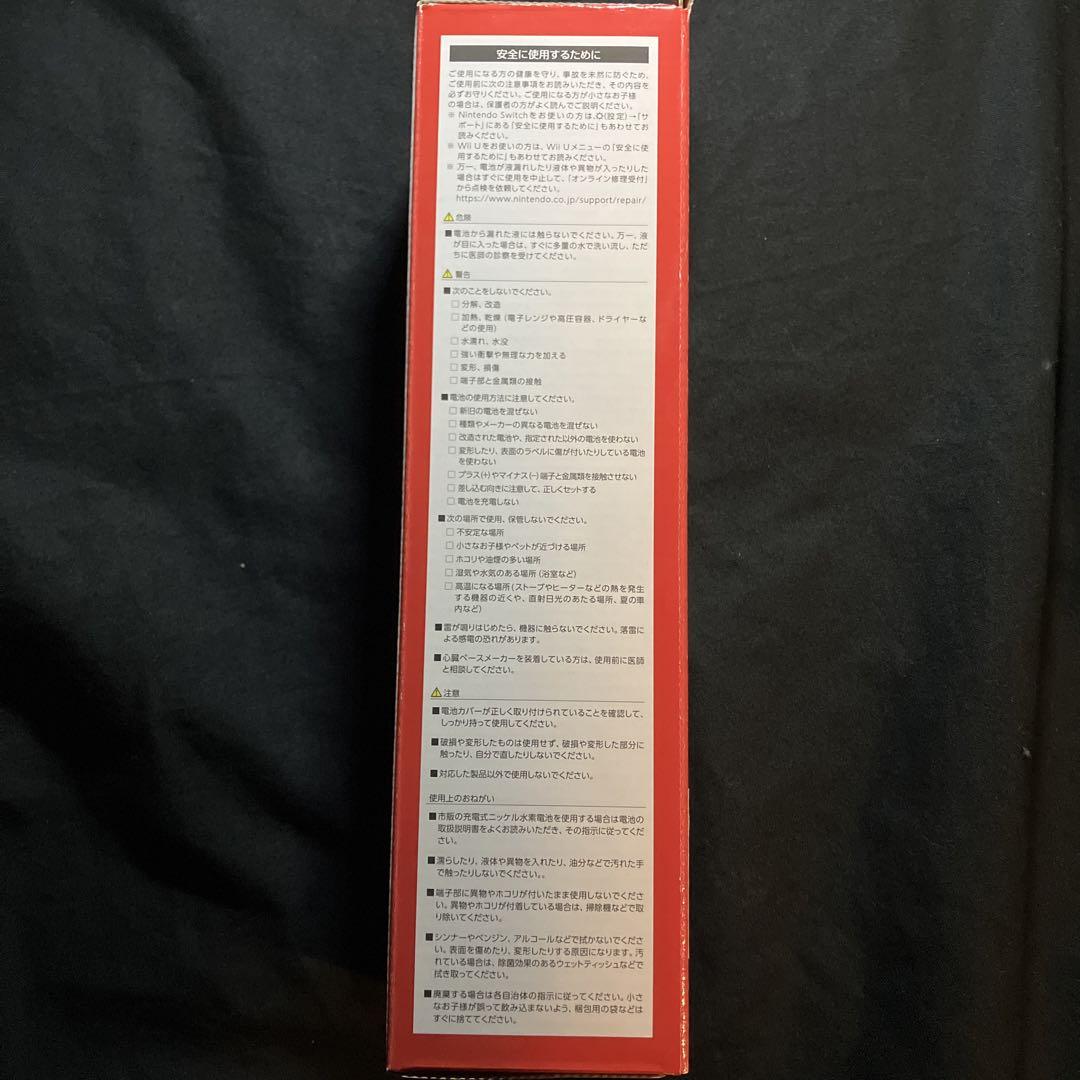 安全に使用するために
ご使用になる方の健康を守り、事故を未然に防ぐため、
ご使用前に次の注意事項をお読みいただき、その内容を
必ずお守りください。ご使用になる方が小さなお子様
の場合は、保護者の方がよく読んでご説明ください。
※ Nintendo Switchをお使いの方は、(設定)→「サ
ポート」にある「安全に使用するために」もあわせてお
読みください。
※ Wii Uをお使いの方は、Wii Uメニューの「安全に使
用するために」もあわせてお読みください。
※ 万一、電池が液漏れしたり液体や異物が入ったりした
場合はすぐに使用を中止して、「オンライン修理受付」
から点検を依頼してください。
https://www.nintendo.co.jp/support/repair/
危険
■電池から漏れた液には触らないでください。万一、液
が目に入った場合は、すぐに多量の水で洗い流し、ただ
ちに医師の診察を受けてください。
警告
■次のことをしないでください。
□ 分解、改造
□ 加熱、乾燥(電子レンジや高圧容器、ドライヤーな
どの使用)
□ 水濡れ、水没
□ 強い衝撃や無理な力を加える
□ 変形、損傷
□ 端子部と金属類の接触
■電池の使用方法に注意してください。
□ 新旧の電池を混ぜない
□ 種類やメーカーの異なる電池を混ぜない
□ 改造された電池や、指定された以外の電池を使わない
□ 変形したり、表面のラベルに傷が付いたりしている電池
を使わない
□ プラス(+)やマイナス(−)端子と金属類を接触させない
□ 差し込む向きに注意して、正しくセットする
□ 電池を充電しない
■次の場所で使用、保管しないでください。
□ 不安定な場所
□ 小さなお子様やペットが近づける場所
□ ホコリや油煙の多い場所
□ 湿気や水気のある場所(浴室など)
□ 高温になる場所(ストーブやヒーターなどの熱を発生
する機器の近くや、直射日光のあたる場所、夏の車
内など)
■雷が鳴りはじめたら、機器に触らないでください。落雷に
よる感電の恐れがあります。
■心臓ペースメーカーを装着している方は、使用前に医師
と相談してください。
注意
■電池カバーが正しく取り付けられていることを確認して、
しっかり持って使用してください。
■破損や変形したものは使用せず、破損や変形した部分に
触ったり、自分で直したりしないでください。
■対応した製品以外で使用しないでください。
使用上のおねがい
■市販の充電式ニッケル水素電池を使用する場合は電池の
取扱説明書をよくお読みいただき、その指示に従ってくだ
さい。
■濡らしたり、液体や異物を入れたり、油分などで汚れた手
で触ったりしないでください。。
■端子部に異物やホコリが付いたまま使用しないでくださ
い。異物やホコリが付着している場合は、掃除機などで取
り除いてください。
■シンナーやベンジン、アルコールなどで拭かないでくださ
い。表面を傷めたり、変形したりする原因になります。汚
れている場合は、除菌効果のあるウェットティッシュなどで
拭き取ってください。
■廃棄する場合は各自治体の指示に従ってください。小さ
なお子様が誤って飲み込まないよう、梱包用の袋などは
すぐに捨ててください。